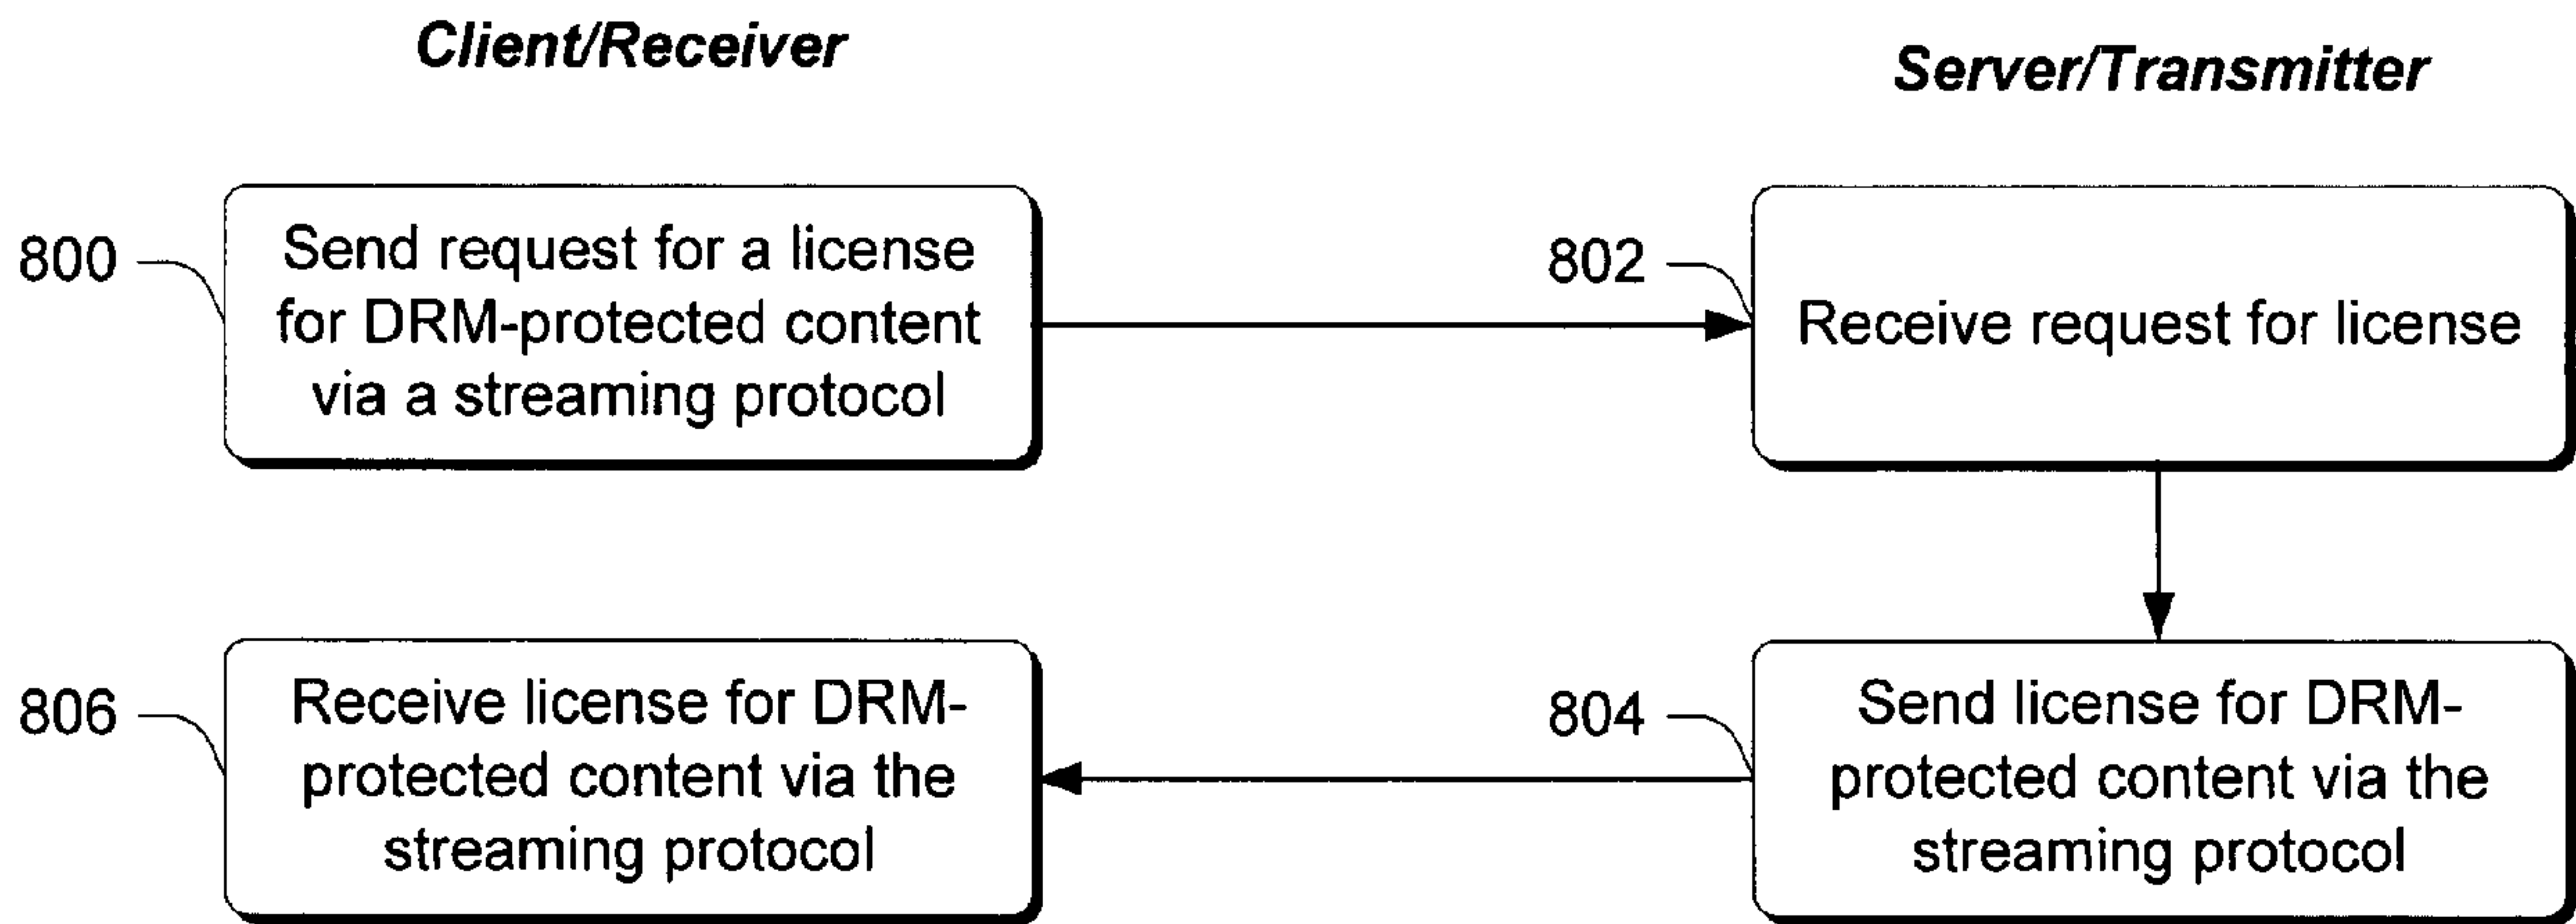 Client/Receiver
Server/Transmitter
800
Send request for a license
for DRM-protected content
via a streaming protocol
802
Receive request for license
806
Receive license for DRM-
protected content via the
streaming protocol
804
Send license for DRM-
protected content via the
streaming protocol